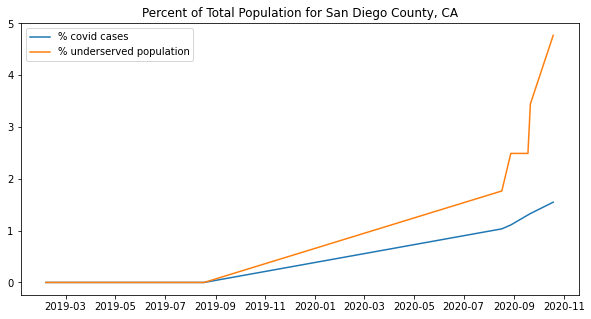 Percent of Total Population for San Diego County, CA
% covid cases
% underserved population
5
4
3
2
1
0
2019-03 2019-05 2019-07 2019-09 2019-11 2020-01 2020-03 2020-05 2020-07 2020-09 2020-11